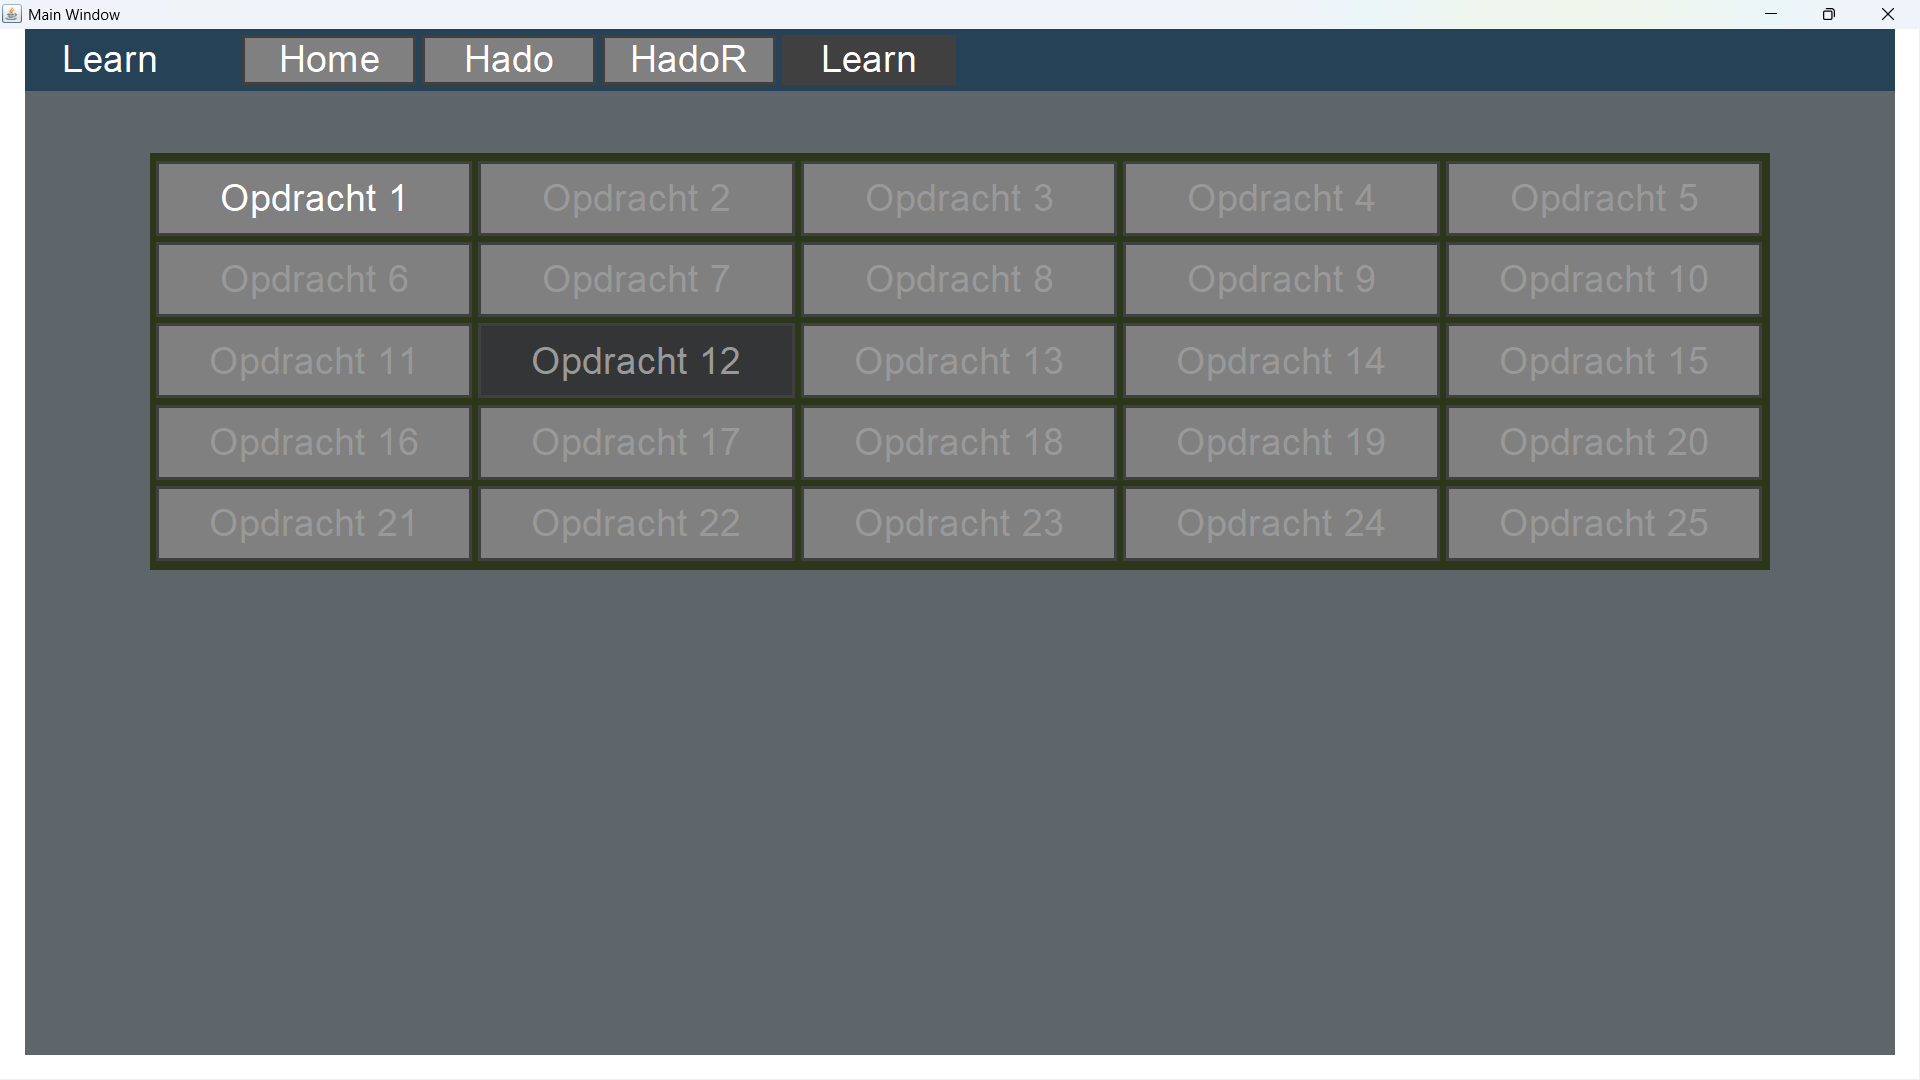 Main Window
Learn Home Hado HadoR Learn
Opdracht 1 Opdracht 2 Opdracht 3 Opdracht 4 Opdracht 5
Opdracht 6 Opdracht 7 Opdracht 8 Opdracht 9 Opdracht 10
Opdracht 11 Opdracht 12 Opdracht 13 Opdracht 14 Opdracht 15
Opdracht 16 Opdracht 17 Opdracht 18 Opdracht 19 Opdracht 20
Opdracht 21 Opdracht 22 Opdracht 23 Opdracht 24 Opdracht 25